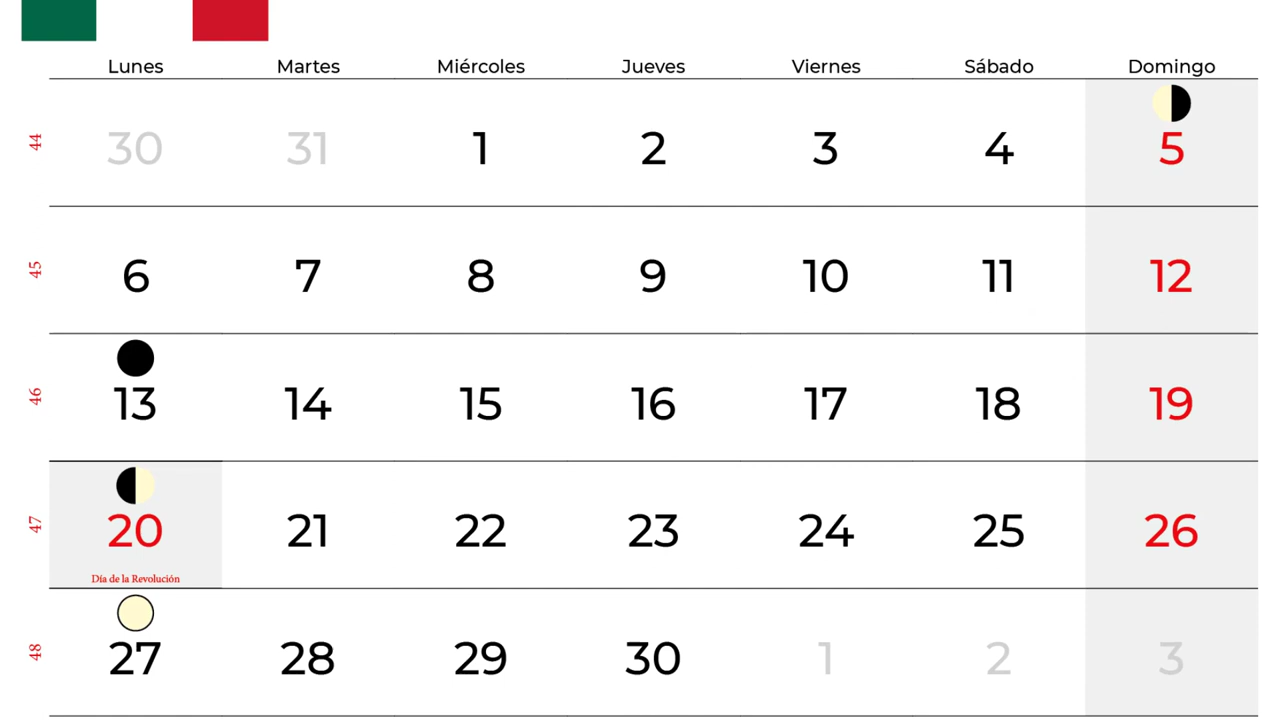 Lunes Martes Miércoles Jueves Viernes Sábado Domingo
44 30 31 1 2 3 4 5
45 6 7 8 9 10 11 12
46 13 14 15 16 17 18 19
47 20 21 22 23 24 25 26
Día de la Revolución
48 27 28 29 30 1 2 3